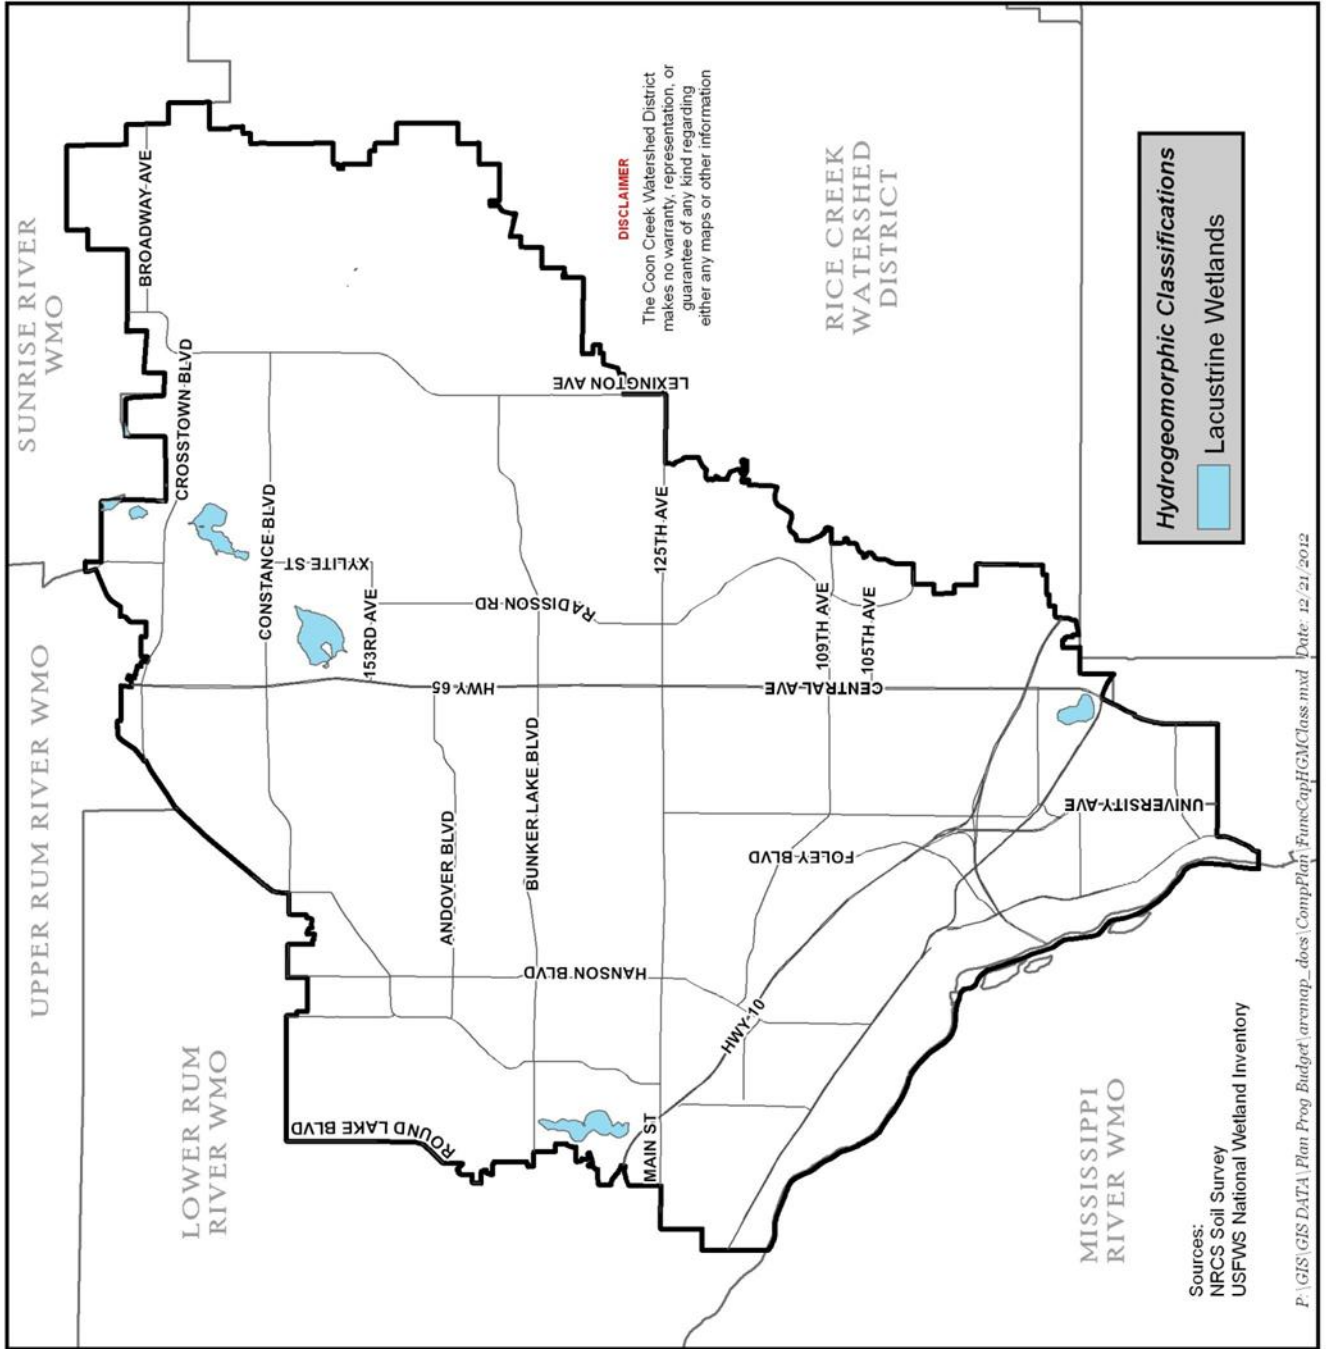 UPPER RUM RIVER WMO
SUNRISE RIVER
WMO
LOWER RUM
RIVER WMO
BROADWAY AVE
CROSSTOWN BLVD
CONSTANCE BLVD
XYLITE ST
153RD AVE
RADISSON RD
HWY 65
ANDOVER BLVD
BUNKER LAKE BLVD
HANSON BLVD
ROUND LAKE BLVD
LEXINGTON AVE
MAIN ST
125TH AVE
109TH AVE
105TH AVE
CENTRAL AVE
FOLEY BLVD
HWY 10
UNIVERSITY AVE
DISCLAIMER
The Coon Creek Watershed District
makes no warranty, representation, or
guarantee of any kind regarding
either any maps or other information
RICE CREEK
WATERSHED
DISTRICT
MISSISSIPPI
RIVER WMO
Hydrogeomorphic Classifications
Lacustrine Wetlands
Sources:
NRCS Soil Survey
USFWS National Wetland Inventory
P:\GIS\GIS DATA\Plan Prog Budget\arcmap_docs\CompPlan\FuncCapHGMClass.mxd Date: 12/21/2012